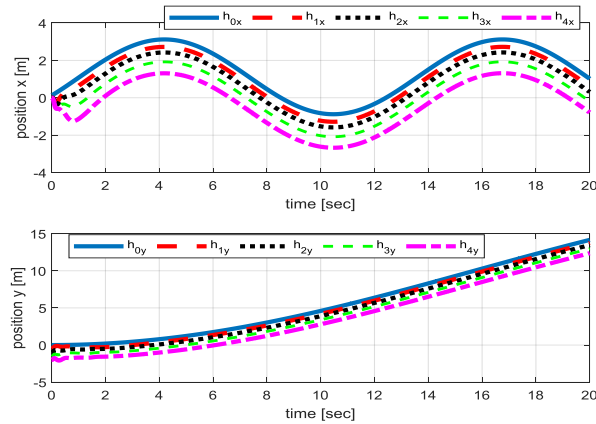 h0x h1x h2x h3x h4x
position x [m]
4
2
0
-2
-4
0 2 4 6 8 10 12 14 16 18 20
time [sec]
h0y h1y h2y h3y h4y
position y [m]
15
10
5
0
-5
0 2 4 6 8 10 12 14 16 18 20
time [sec]